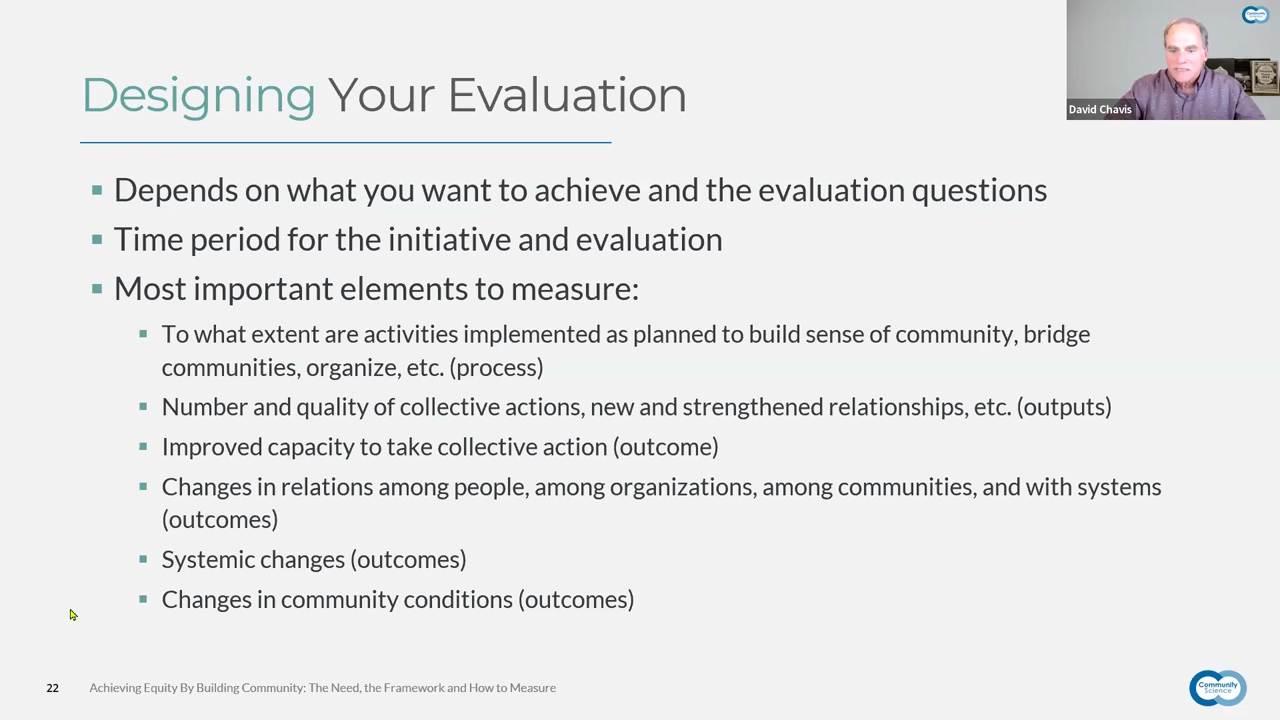 Community
Science
David Chavis
Designing Your Evaluation
Depends on what you want to achieve and the evaluation questions
Time period for the initiative and evaluation
Most important elements to measure:
To what extent are activities implemented as planned to build sense of community, bridge
communities, organize, etc. (process)
Number and quality of collective actions, new and strengthened relationships, etc. (outputs)
Improved capacity to take collective action (outcome)
Changes in relations among people, among organizations, among communities, and with systems
(outcomes)
Systemic changes (outcomes)
Changes in community conditions (outcomes)
22 Achieving Equity By Building Community: The Need, the Framework and How to Measure
Community
Science